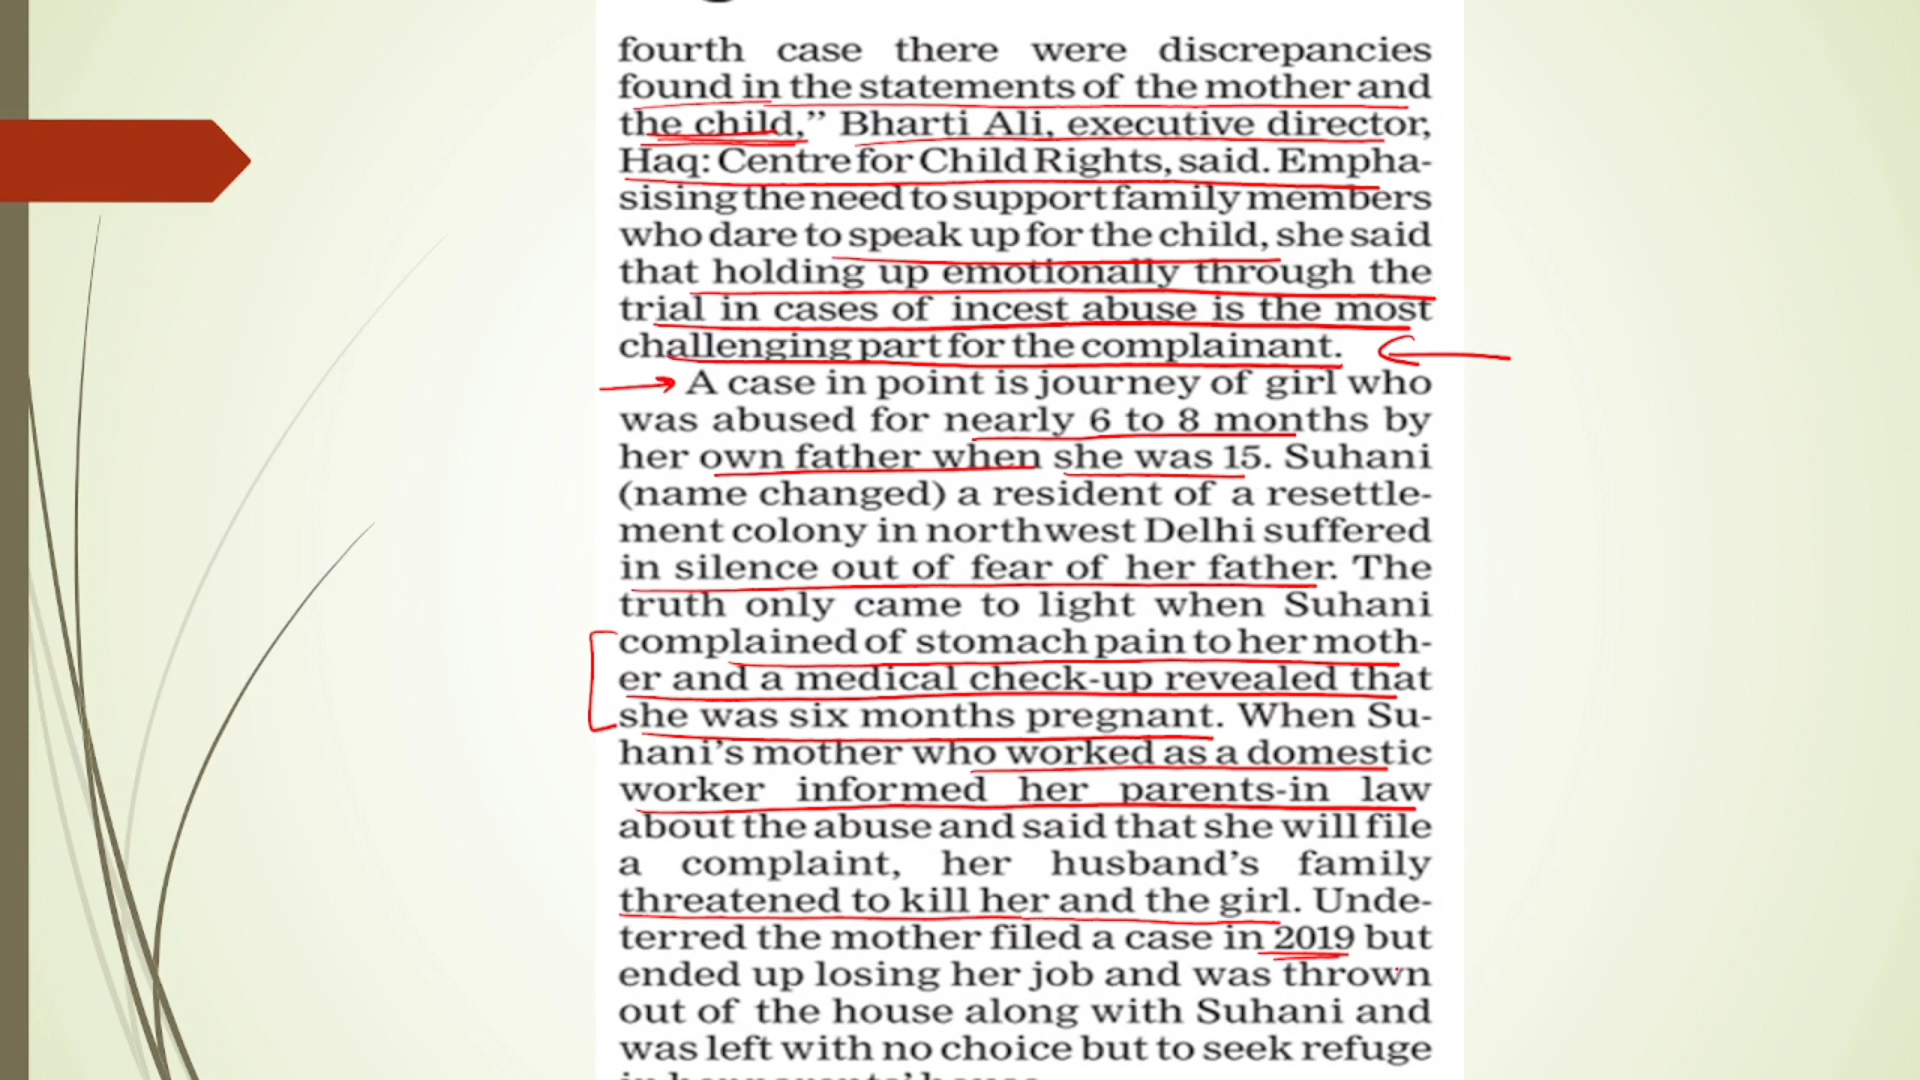 fourth case there were discrepancies
found in the statements of the mother and
the child,” Bharti Ali, executive director,
Haq: Centre for Child Rights, said. Empha-
sising the need to support family members
who dare to speak up for the child, she said
that holding up emotionally through the
trial in cases of incest abuse is the most
challenging part for the complainant.
A case in point is journey of girl who
was abused for nearly 6 to 8 months by
her own father when she was 15. Suhani
(name changed) a resident of a resettle-
ment colony in northwest Delhi suffered
in silence out of fear of her father. The
truth only came to light when Suhani
complained of stomach pain to her moth-
er and a medical check-up revealed that
she was six months pregnant. When Su-
hani’s mother who worked as a domestic
worker informed her parents-in law
about the abuse and said that she will file
a complaint, her husband’s family
threatened to kill her and the girl. Unde-
terred the mother filed a case in 2019 but
ended up losing her job and was thrown
out of the house along with Suhani and
was left with no choice but to seek refuge